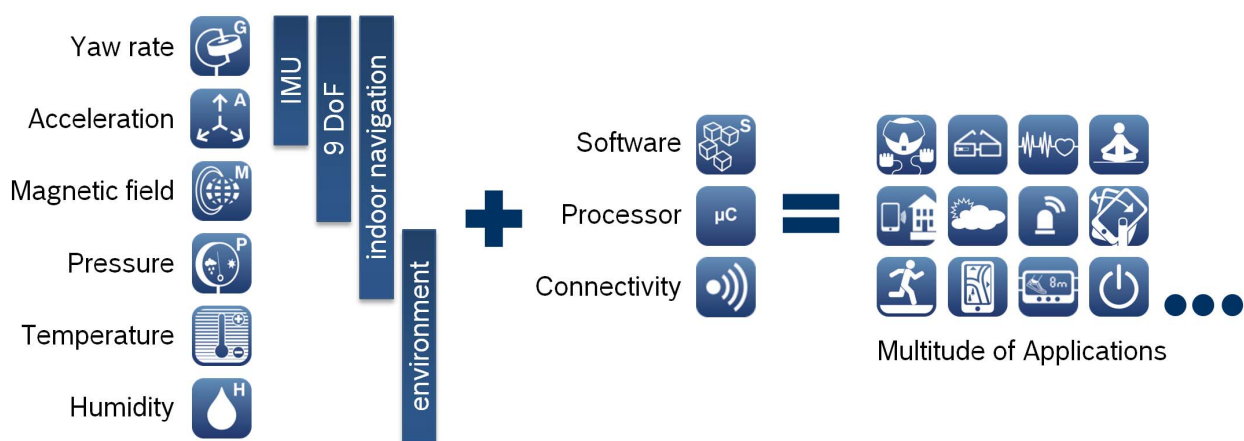 Yaw rate
G
Acceleration
A
Magnetic field
M
Pressure
P
Temperature
Humidity
H
IMU
9 DoF
indoor navigation
environment
Software
S
Processor
µC
Connectivity
8m
Multitude of Applications